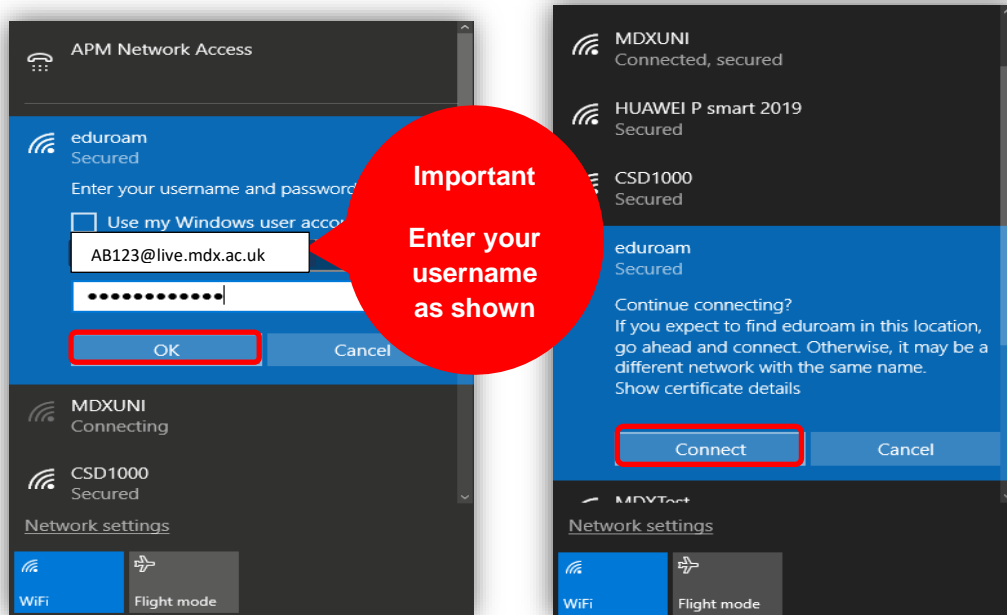 APM Network Access
eduroam
Secured
Enter your username and password
Use my Windows user
AB123@live.mdx.ac.uk
OK
Cancel
MDXUNI
Connecting
CSD1000
Secured
Network settings
WiFi
Flight mode
Important
Enter your
username
as shown
MDXUNI
Connected, secured
HUAWEI P smart 2019
Secured
CSD1000
Secured
eduroam
Secured
Continue connecting?
If you expect to find eduroam in this location,
go ahead and connect. Otherwise, it may be a
different network with the same name.
Show certificate details
Connect
Cancel
MDXTest
Network settings
WiFi
Flight mode